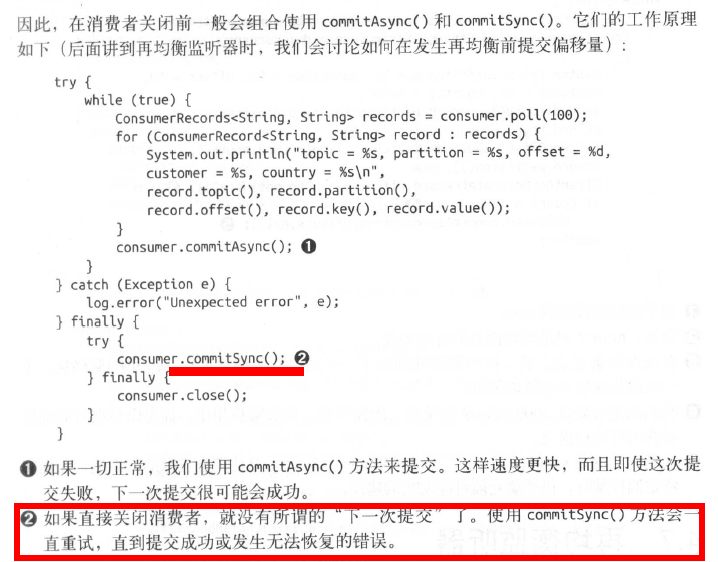 因此，在消费者关闭前一般会组合使用 commitAsync() 和 commitSync()。它们的工作原理
如下（后面讲到再均衡监听器时，我们会讨论如何在发生再均衡前提交偏移量）：
try {
    while (true) {
        ConsumerRecords<String, String> records = consumer.poll(100);
        for (ConsumerRecord<String, String> record : records) {
            System.out.println("topic = %s, partition = %s, offset = %d,
            customer = %s, country = %s\n",
            record.topic(), record.partition(),
            record.offset(), record.key(), record.value());
        }
        consumer.commitAsync(); ❶
    }
} catch (Exception e) {
    log.error("Unexpected error", e);
} finally {
    try {
        consumer.commitSync(); ❷
    } finally {
        consumer.close();
    }
}
❶ 如果一切正常，我们使用 commitAsync() 方法来提交。这样速度更快，而且即使这次提
交失败，下一次提交很可能会成功。
❷ 如果直接关闭消费者，就没有所谓的“下一次提交”了。使用 commitSync() 方法会一
直重试，直到提交成功或发生无法恢复的错误。